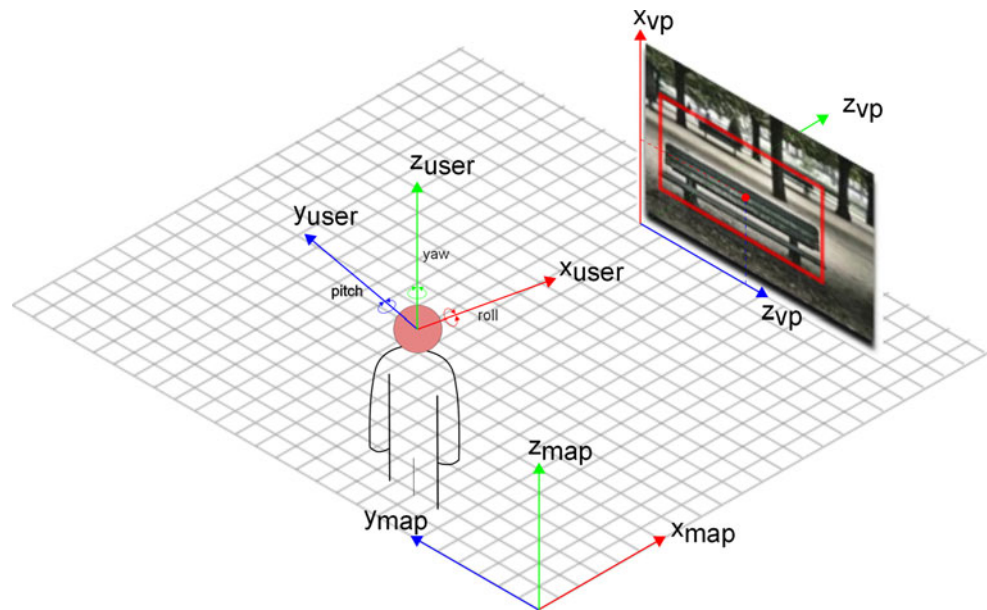 xvp
zvp
zuser
yuser
yaw
xuser
pitch
roll
zvp
zmap
ymap
xmap